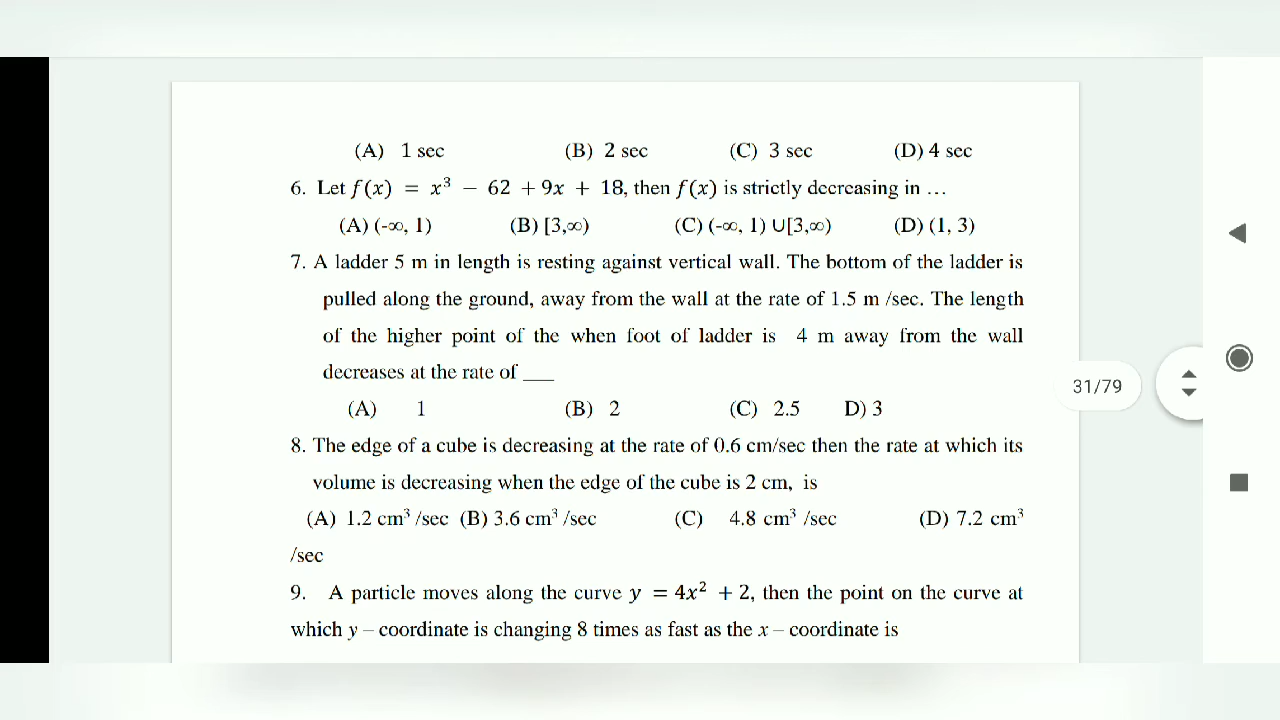 (A) 1 sec (B) 2 sec (C) 3 sec (D) 4 sec
6. Let f(x) = x³ − 62 + 9x + 18, then f(x) is strictly decreasing in …
(A) (-∞, 1) (B) [3,∞) (C) (-∞, 1) ∪[3,∞) (D) (1, 3)
7. A ladder 5 m in length is resting against vertical wall. The bottom of the ladder is
pulled along the ground, away from the wall at the rate of 1.5 m /sec. The length
of the higher point of the when foot of ladder is 4 m away from the wall
decreases at the rate of ___
(A) 1 (B) 2 (C) 2.5 D) 3
8. The edge of a cube is decreasing at the rate of 0.6 cm/sec then the rate at which its
volume is decreasing when the edge of the cube is 2 cm, is
(A) 1.2 cm³ /sec (B) 3.6 cm³ /sec (C) 4.8 cm³ /sec (D) 7.2 cm³
/sec
9. A particle moves along the curve y = 4x² + 2, then the point on the curve at
which y – coordinate is changing 8 times as fast as the x – coordinate is
31/79